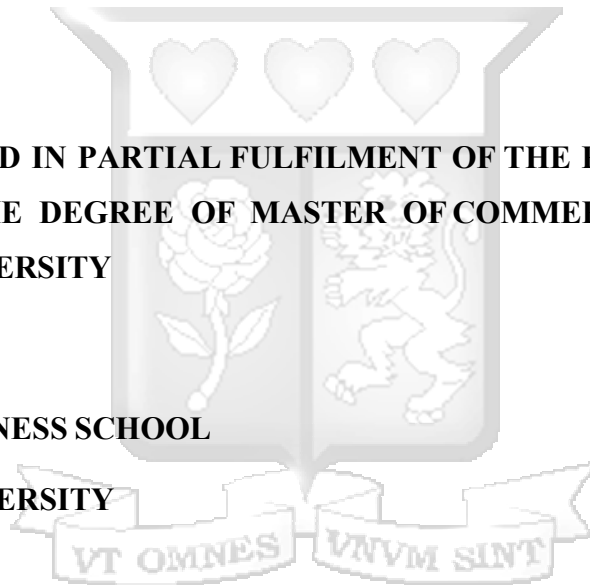 D IN PARTIAL FULFILMENT OF THE
E DEGREE OF MASTER OF COMME
ERSITY
NESS SCHOOL
ERSITY
VT OMNES VNVM SINT